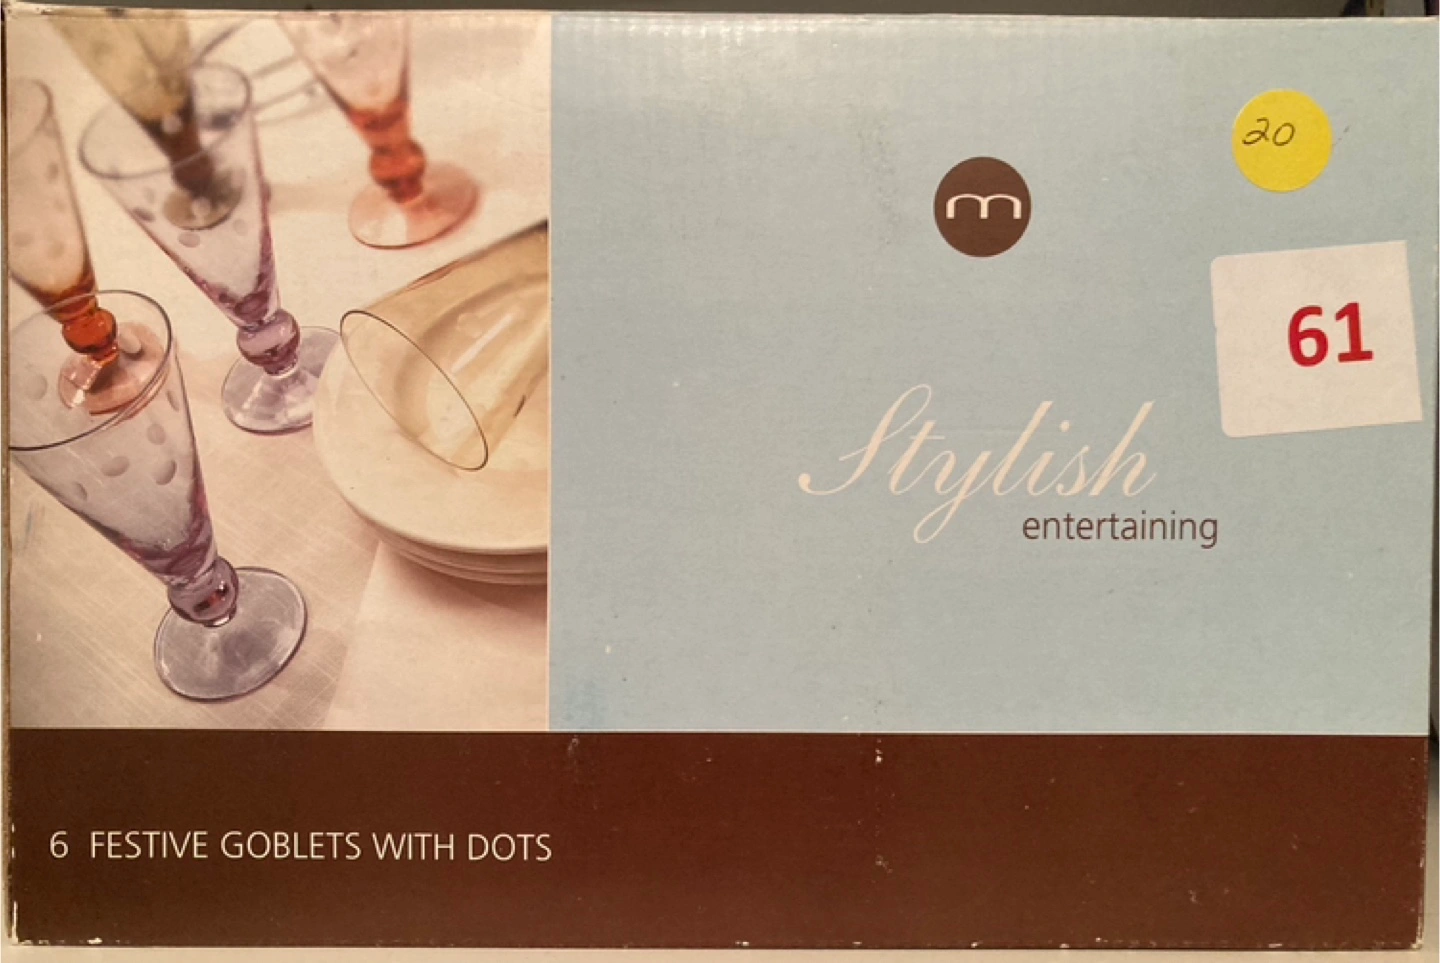 20
m
61
Stylish
entertaining
6 FESTIVE GOBLETS WITH DOTS